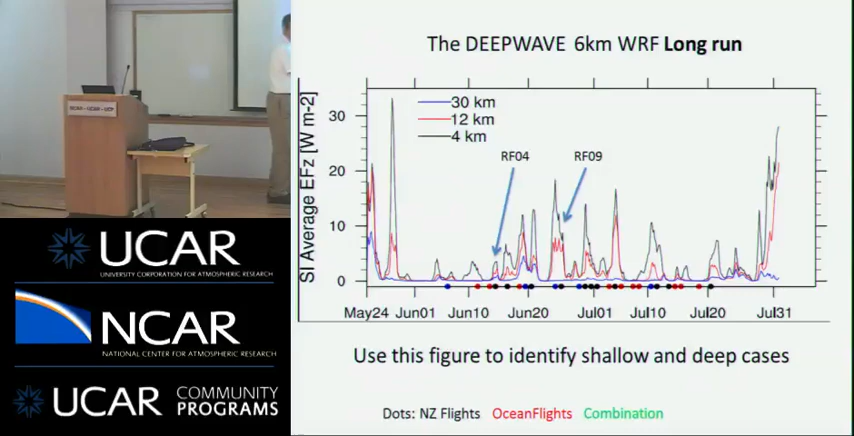 The DEEPWAVE 6km WRF Long run
SI Average EFz [W m-2]
30
20
10
0
30 km
12 km
4 km
RF04
RF09
May24 Jun01 Jun10 Jun20 Jul01 Jul10 Jul20 Jul31
Use this figure to identify shallow and deep cases
Dots: NZ Flights OceanFlights Combination
NCAR - UCAR - UCP
UCAR
UNIVERSITY CORPORATION FOR ATMOSPHERIC RESEARCH
NCAR
NATIONAL CENTER FOR ATMOSPHERIC RESEARCH
UCAR COMMUNITY
PROGRAMS